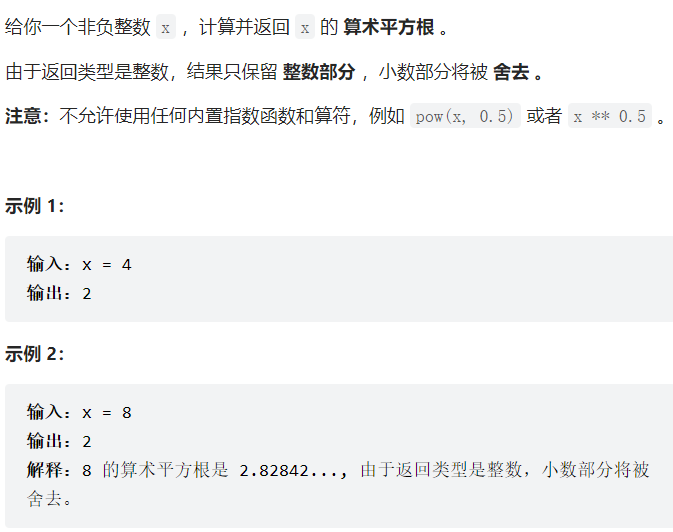 给你一个非负整数 x ，计算并返回 x 的 算术平方根 。
由于返回类型是整数，结果只保留 整数部分 ，小数部分将被 舍去 。
注意：不允许使用任何内置指数函数和算符，例如 pow(x, 0.5) 或者 x ** 0.5 。
示例 1：
输入：x = 4
输出：2
示例 2：
输入：x = 8
输出：2
解释：8 的算术平方根是 2.82842..., 由于返回类型是整数，小数部分将被
舍去。